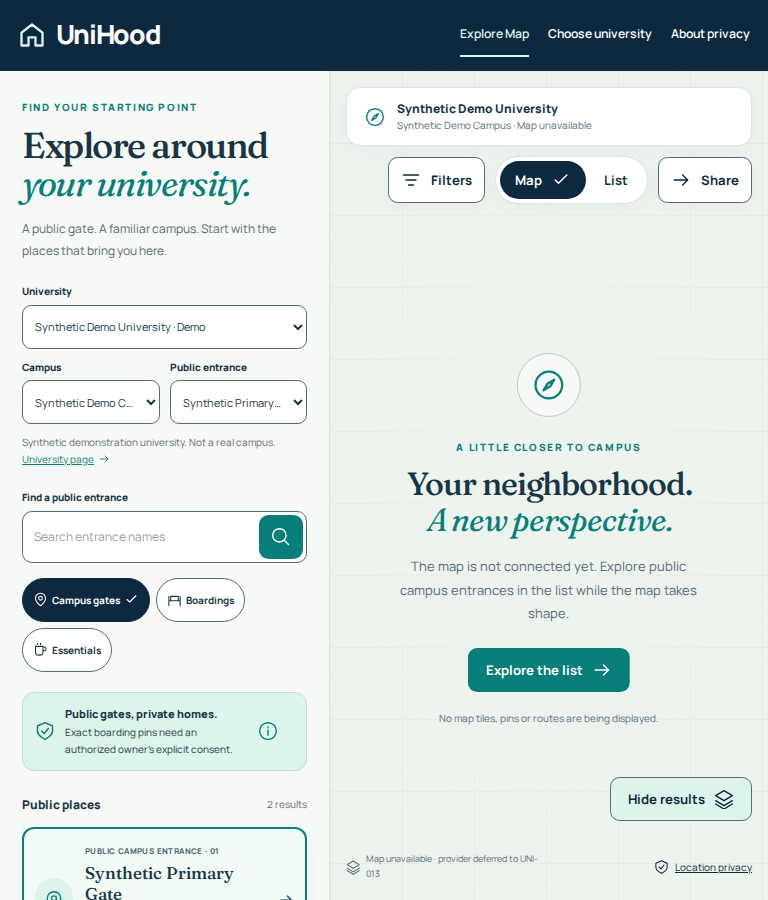 UniHood
Explore Map
Choose university
About privacy
FIND YOUR STARTING POINT
Explore around
your university.
A public gate. A familiar campus. Start with the
places that bring you here.
University
Synthetic Demo University · Demo
Campus
Public entrance
Synthetic Demo C...
Synthetic Primary...
Synthetic demonstration university. Not a real campus.
University page
Find a public entrance
Search entrance names
Campus gates
Boardings
Essentials
Public gates, private homes.
Exact boarding pins need an
authorized owner's explicit consent.
Public places
2 results
PUBLIC CAMPUS ENTRANCE · 01
Synthetic Primary
Gate
Synthetic Demo University
Synthetic Demo Campus · Map unavailable
Filters
Map
List
Share
A LITTLE CLOSER TO CAMPUS
Your neighborhood.
A new perspective.
The map is not connected yet. Explore public
campus entrances in the list while the map takes
shape.
Explore the list
No map tiles, pins or routes are being displayed.
Hide results
Map unavailable · provider deferred to UNI-
013
Location privacy